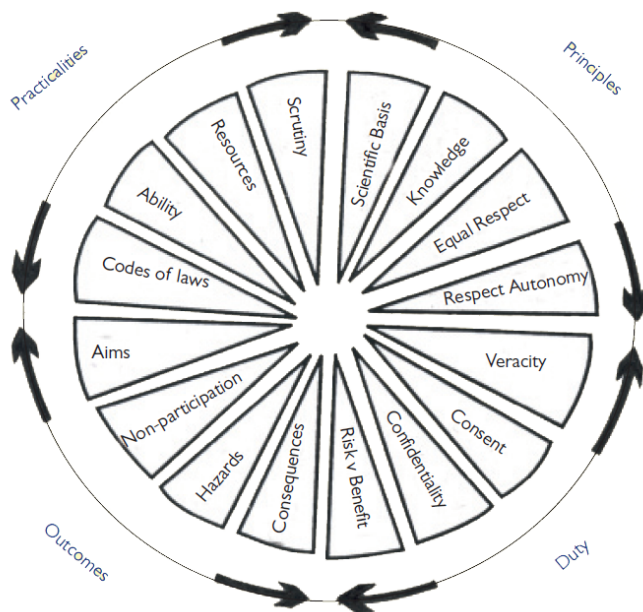 Practicalities
Principles
Scrutiny
Scientific Basis
Knowledge
Equal Respect
Respect Autonomy
Veracity
Consent
Confidentiality
Risk v Benefit
Consequences
Hazards
Non-participation
Aims
Codes of laws
Ability
Resources
Outcomes
Duty